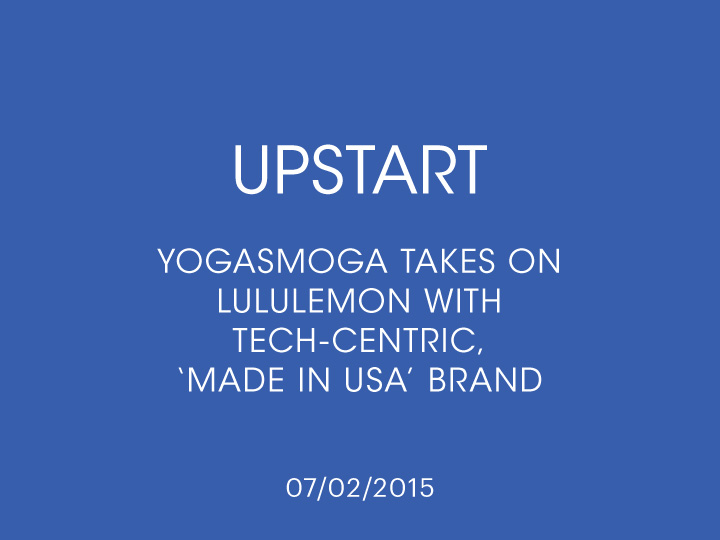 UPSTART
YOGASMOGA TAKES ON
LULULEMON WITH
TECH-CENTRIC,
‘MADE IN USA’ BRAND
07/02/2015